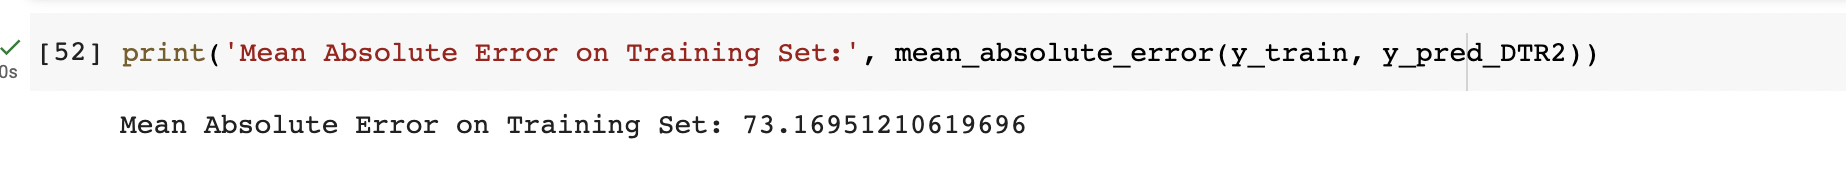 [52] print('Mean Absolute Error on Training Set:', mean_absolute_error(y_train, y_pred_DTR2))
0s
Mean Absolute Error on Training Set: 73.16951210619696